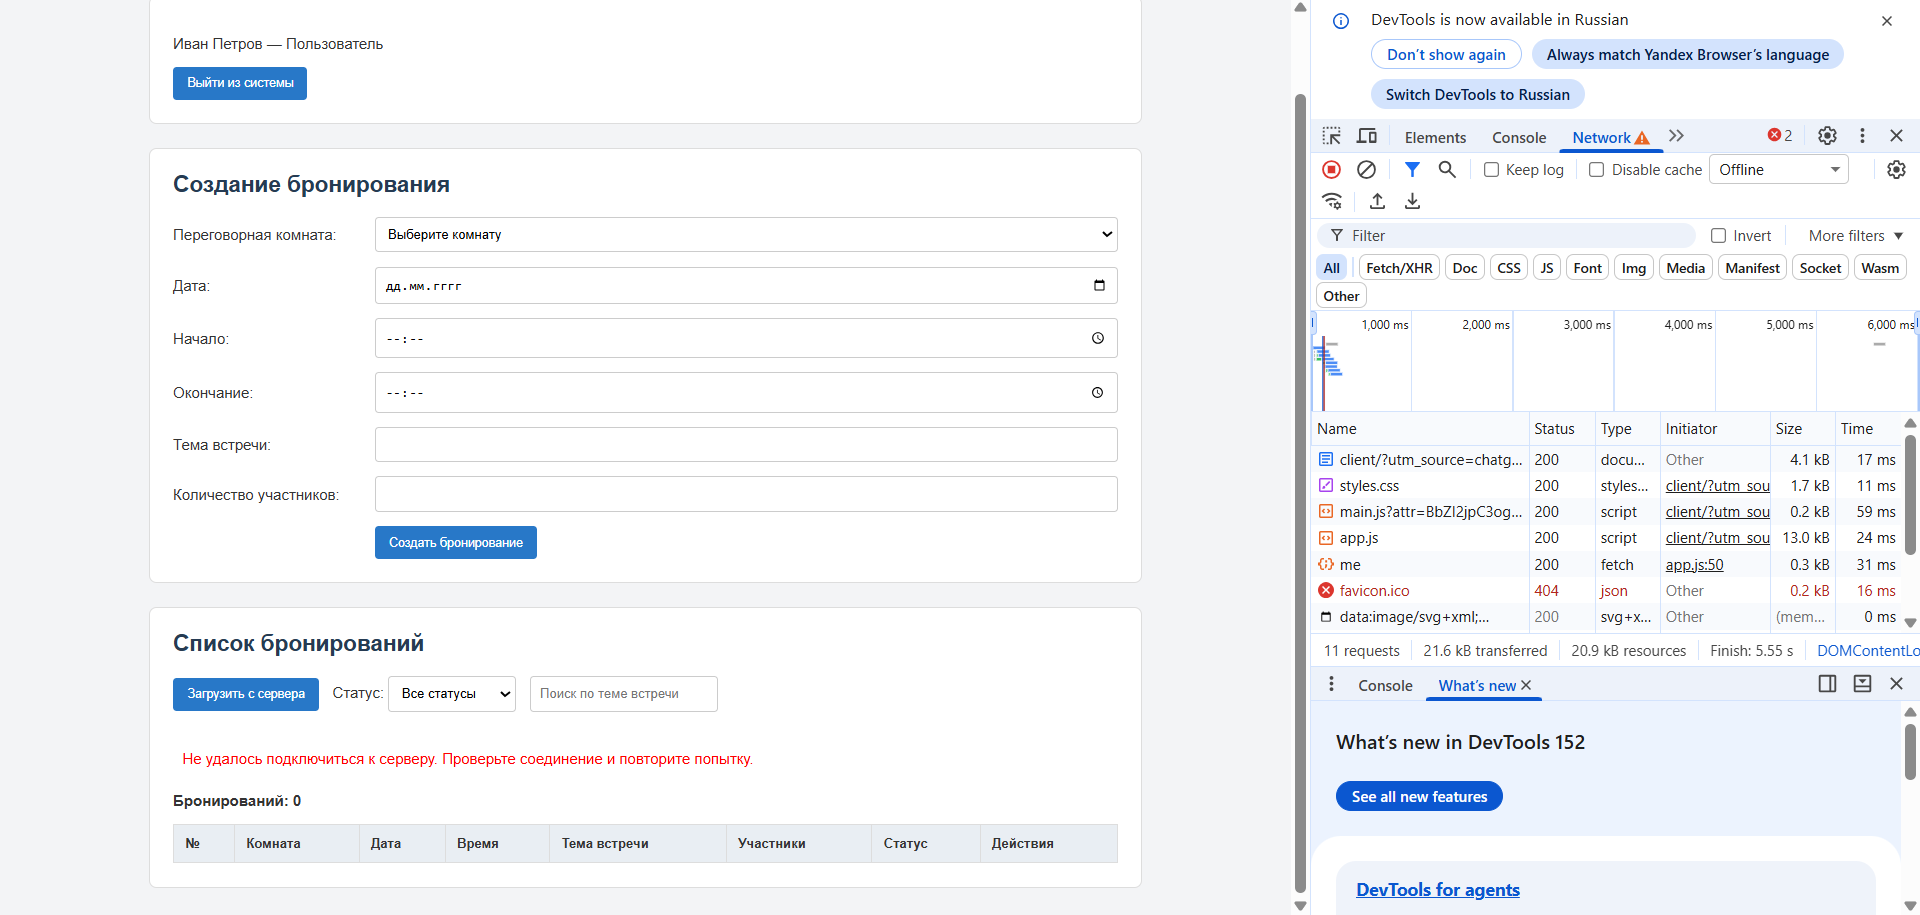 Иван Петров — Пользователь
Выйти из системы
Создание бронирования
Переговорная комната:
Выберите комнату
Дата:
дд.мм.гггг
Начало:
--:--
Окончание:
--:--
Тема встречи:
Количество участников:
Создать бронирование
Список бронирований
Загрузить с сервера
Статус:
Все статусы
Поиск по теме встречи
Не удалось подключиться к серверу. Проверьте соединение и повторите попытку.
Бронирований: 0
№ Комната Дата Время Тема встречи Участники Статус Действия
DevTools is now available in Russian
Don't show again
Always match Yandex Browser's language
Switch DevTools to Russian
Elements Console Network 2
Keep log Disable cache Offline
Filter Invert More filters
All Fetch/XHR Doc CSS JS Font Img Media Manifest Socket Wasm
Other
1,000 ms 2,000 ms 3,000 ms 4,000 ms 5,000 ms 6,000 ms
Name Status Type Initiator Size Time
client/?utm_source=chatg... 200 docu... Other 4.1 kB 17 ms
styles.css 200 styles... client/?utm_sou 1.7 kB 11 ms
main.js?attr=BbZI2jpC3og... 200 script client/?utm_sou 0.2 kB 59 ms
app.js 200 script client/?utm_sou 13.0 kB 24 ms
me 200 fetch app.js:50 0.3 kB 31 ms
favicon.ico 404 json Other 0.2 kB 16 ms
data:image/svg+xml;... 200 svg+x... Other (mem... 0 ms
11 requests 21.6 kB transferred 20.9 kB resources Finish: 5.55 s DOMContentLo
Console What's new
What's new in DevTools 152
See all new features
DevTools for agents